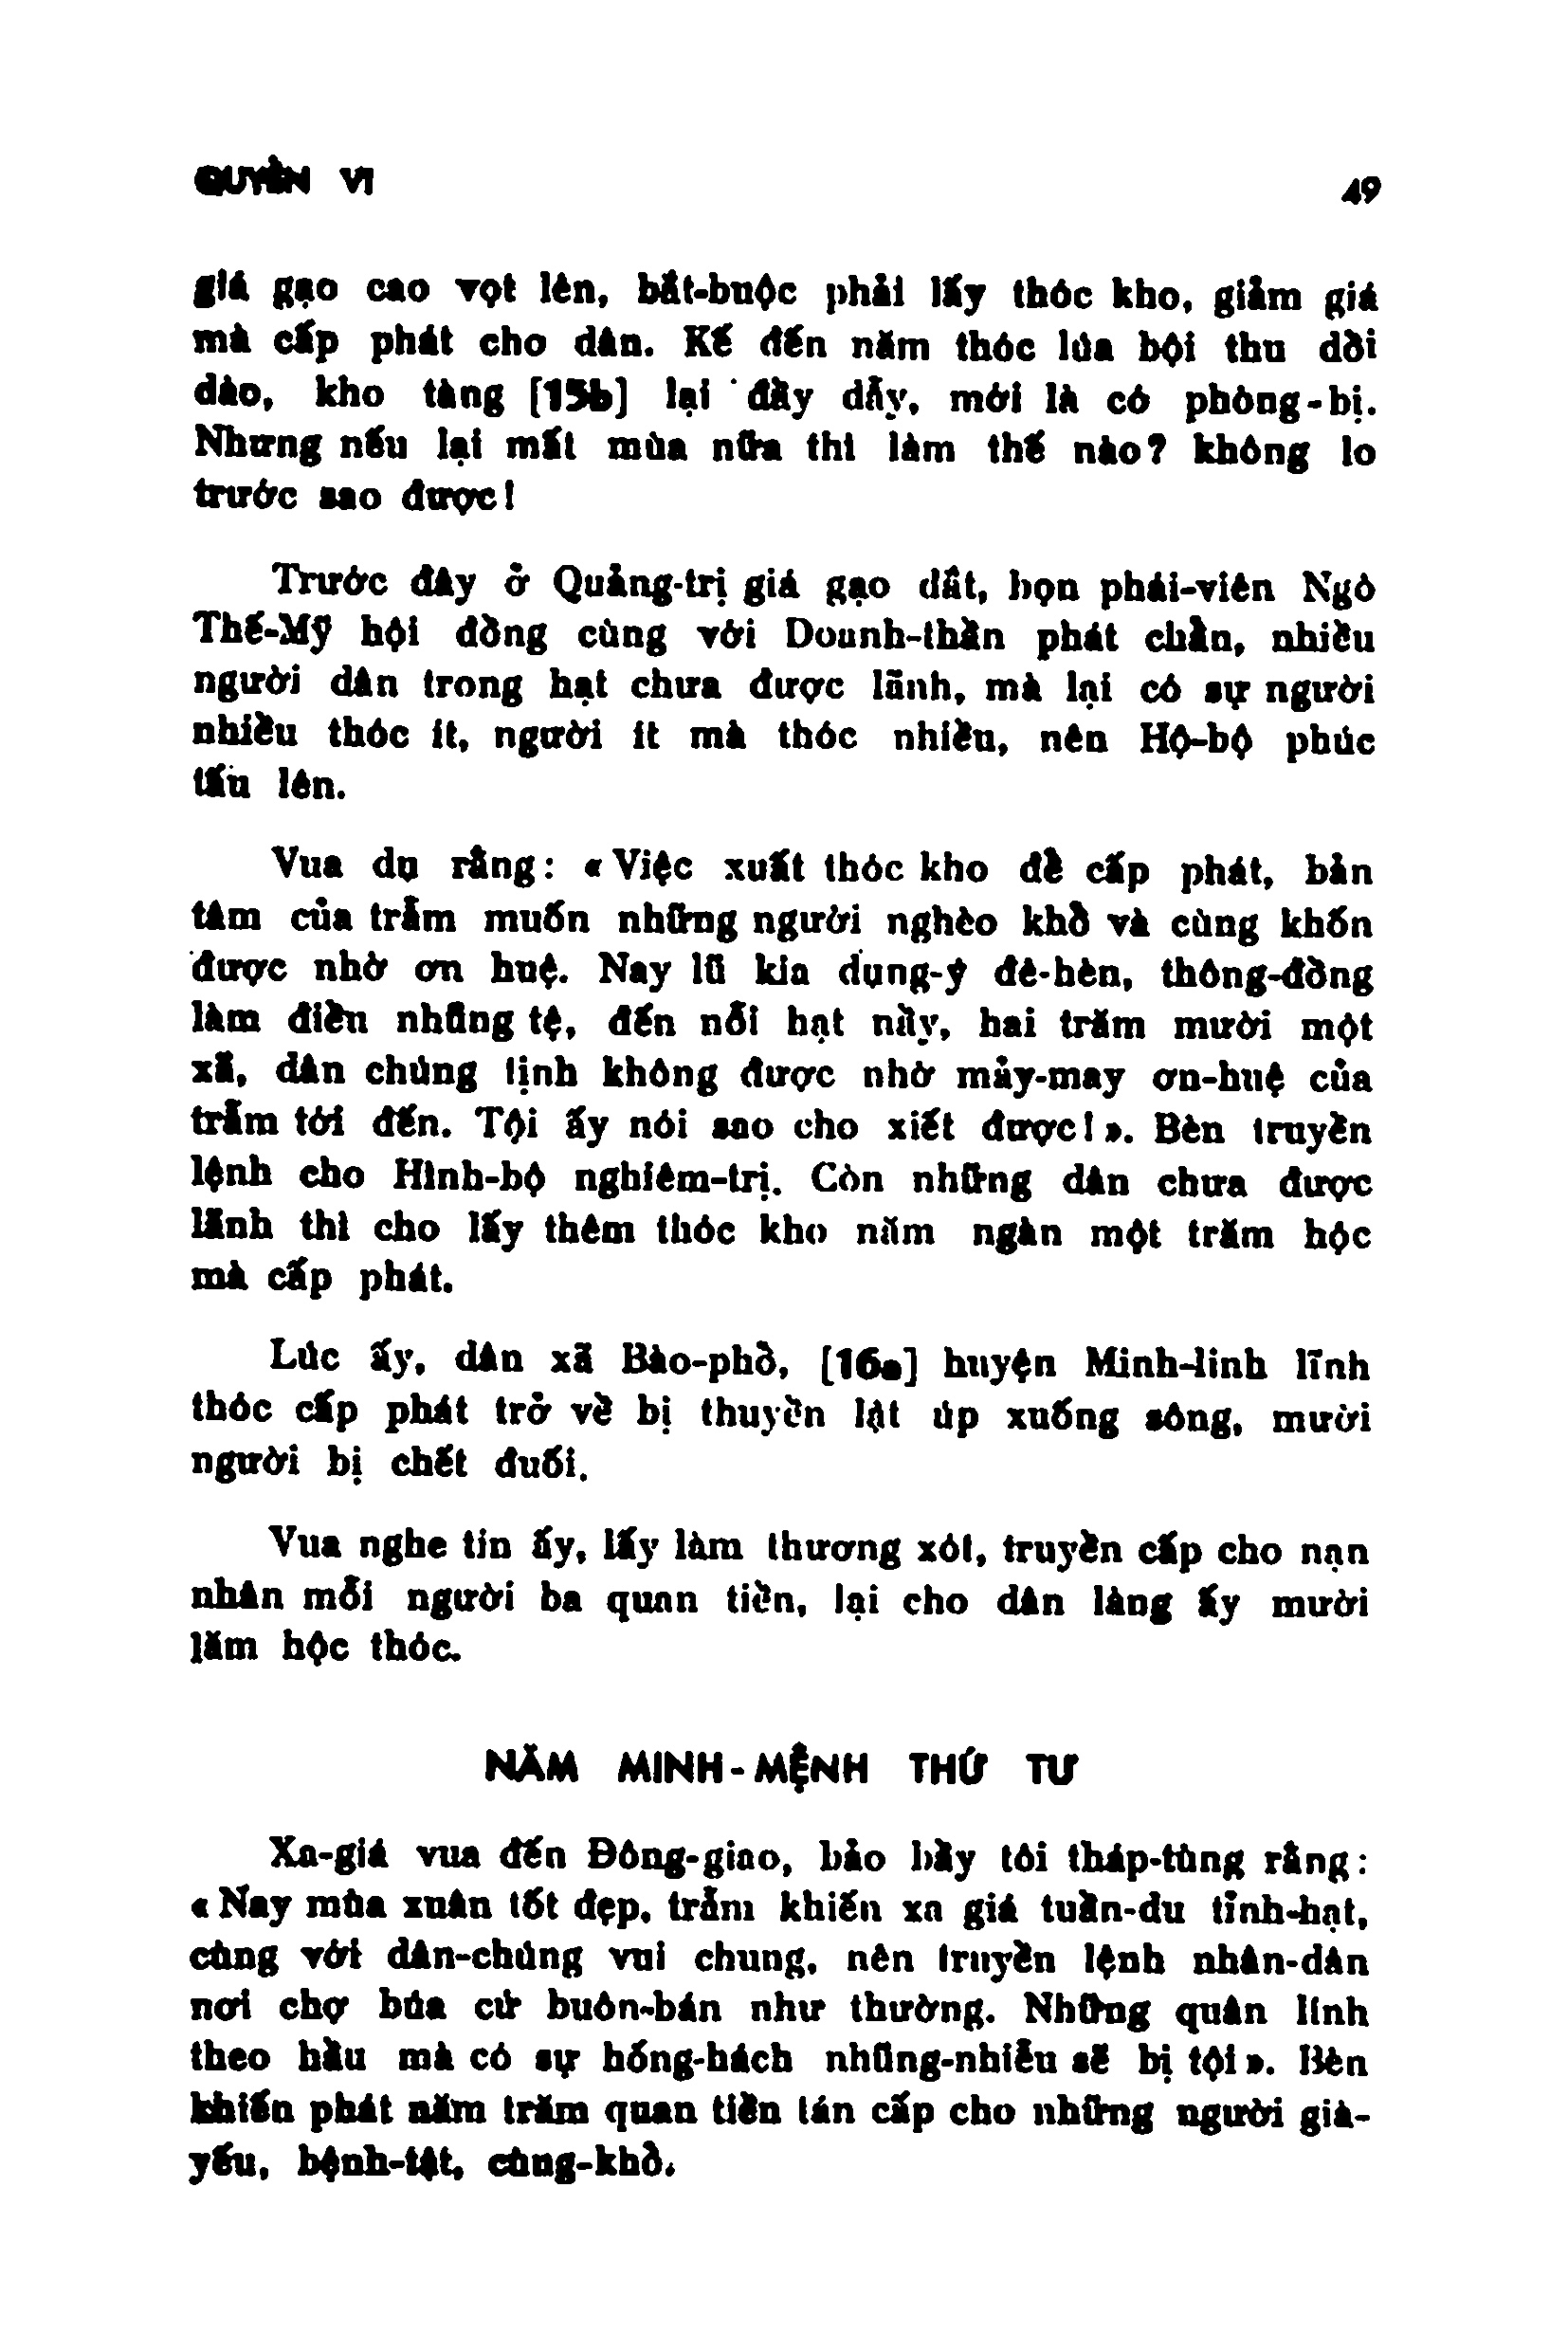 QUYỂN VI 49
giá gạo cao vọt lên, bắt-buộc phải lấy thóc kho, giảm giá
mà cấp phát cho dân. Kế đến năm thóc lúa bội thu dồi
dào, kho tàng [15b] lại đầy dẫy, mới là có phòng-bị.
Nhưng nếu lại mất mùa nữa thì làm thế nào? không lo
trước sao được!
Trước đây ở Quảng-trị giá gạo đắt, bọn phái-viên Ngô
Thế-Mỹ hội đồng cùng với Doanh-thần phát chẩn, nhiều
người dân trong hạt chưa được lãnh, mà lại có sự người
nhiều thóc ít, người ít mà thóc nhiều, nên Hộ-bộ phúc
tấu lên.
Vua dụ rằng: «Việc xuất thóc kho để cấp phát, bản
tâm của trẫm muốn những người nghèo khổ và cùng khốn
được nhờ ơn huệ. Nay lũ kia dụng-ý đê-hèn, thông-đồng
làm điều nhũng tệ, đến nỗi hạt nầy, hai trăm mười một
xã, dân chúng tịnh không được nhờ mảy-may ơn-huệ của
trẫm tới đến. Tội ấy nói sao cho xiết được!». Bèn truyền
lệnh cho Hình-bộ nghiêm-trị. Còn những dân chưa được
lãnh thì cho lấy thêm thóc kho năm ngàn một trăm hộc
mà cấp phát.
Lúc ấy, dân xã Bào-phổ, [16a] huyện Minh-linh lĩnh
thóc cấp phát trở về bị thuyền lật úp xuống sông, mười
người bị chết đuối.
Vua nghe tin ấy, lấy làm thương xót, truyền cấp cho nạn
nhân mỗi người ba quan tiền, lại cho dân làng ấy mười
lăm hộc thóc.
NĂM MINH-MỆNH THỨ TƯ
Xa-giá vua đến Đông-giao, bảo bầy tôi tháp-tùng rằng:
«Nay mùa xuân tốt đẹp, trẫm khiến xa giá tuần-du tỉnh-hạt,
cùng với dân-chúng vui chung, nên truyền lệnh nhân-dân
nơi chợ búa cứ buôn-bán như thường. Những quân lính
theo hầu mà có sự hống-hách nhũng-nhiễu sẽ bị tội». Bèn
khiến phát năm trăm quan tiền tán cấp cho những người già-
yếu, bệnh-tật, cùng-khổ.